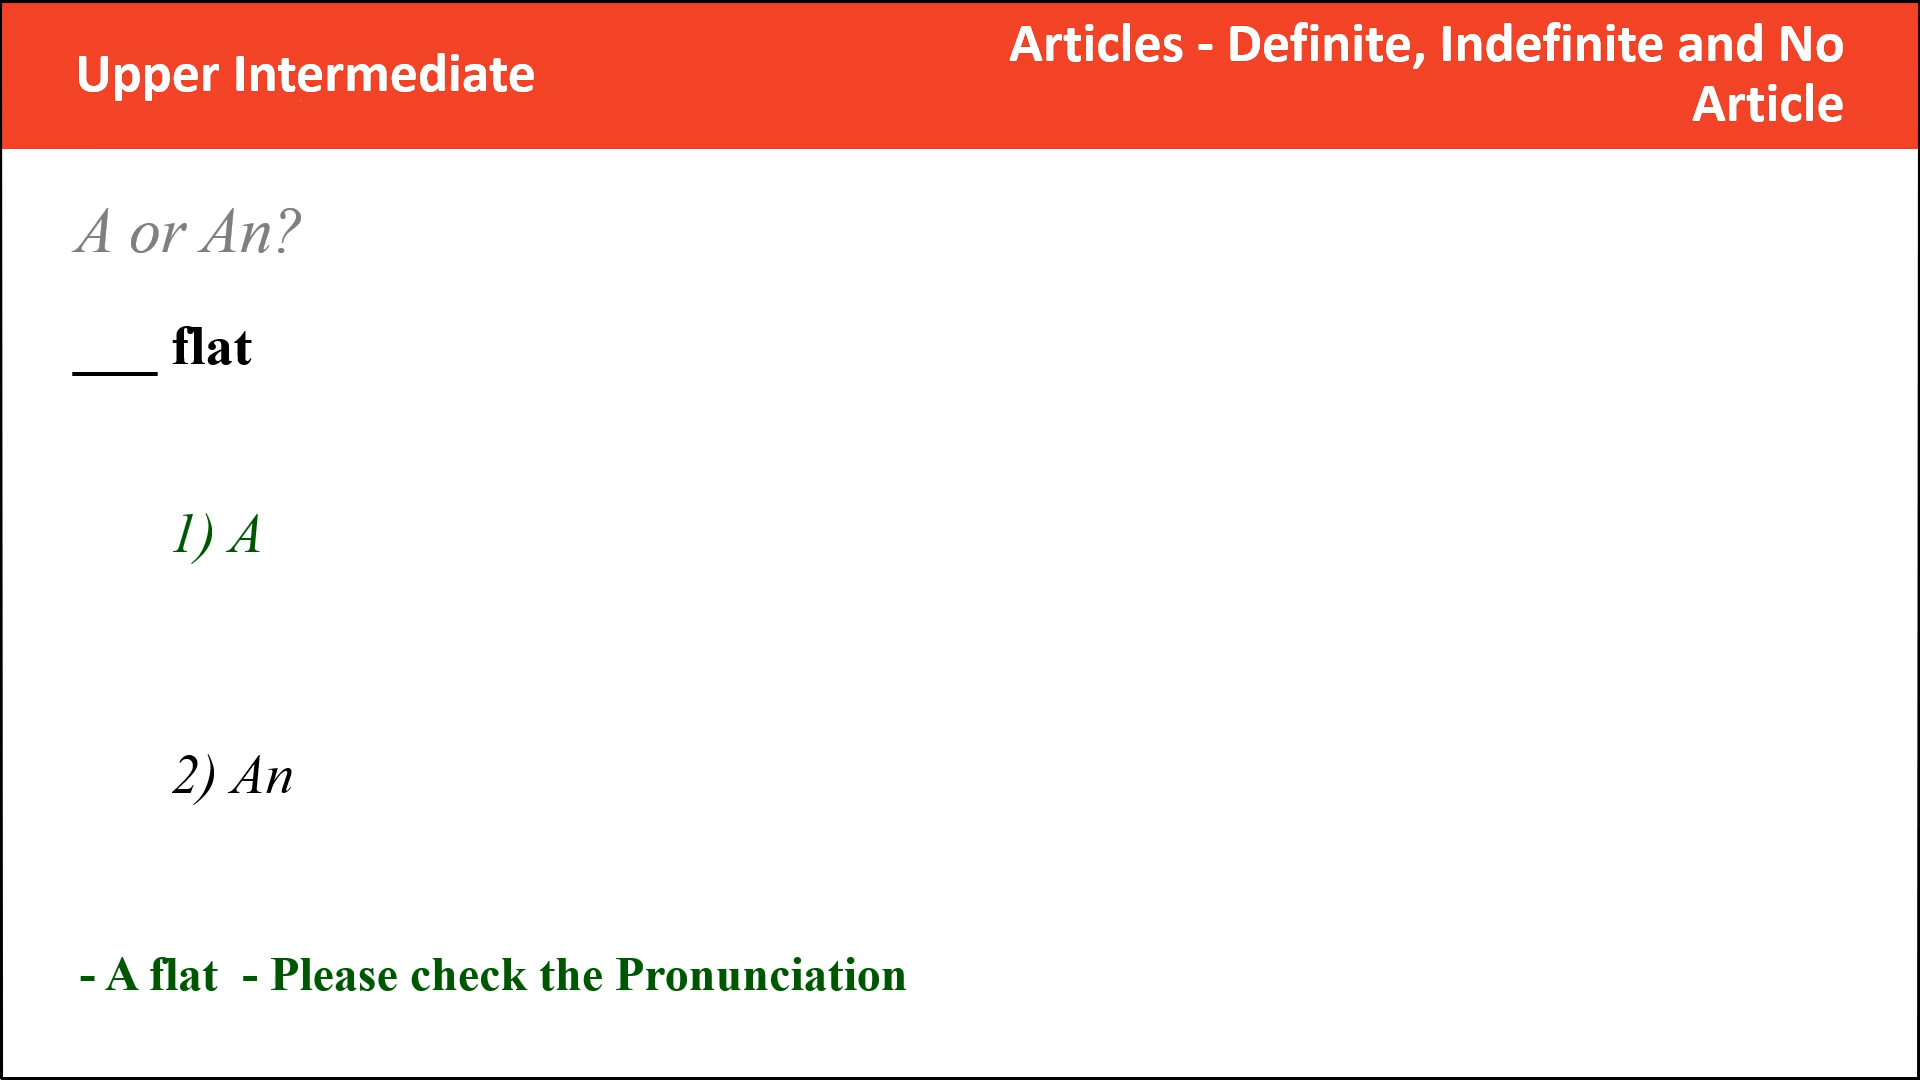 Upper Intermediate
Articles - Definite, Indefinite and No
Article
A or An?
___ flat
1) A
2) An
- A flat  - Please check the Pronunciation